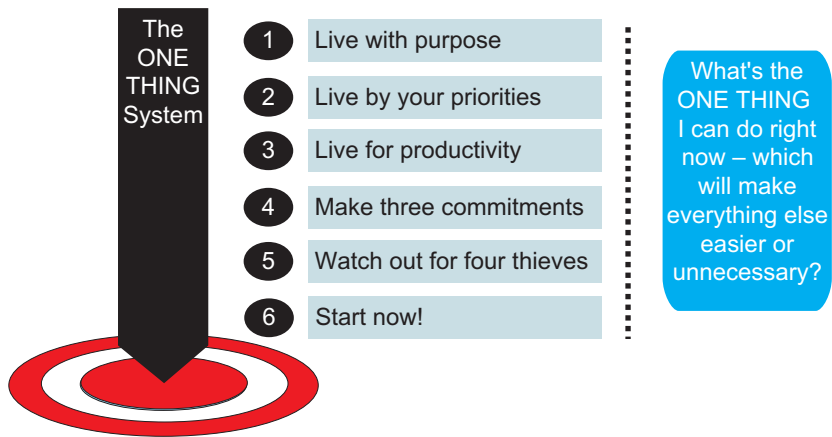 The
ONE
THING
System
1 Live with purpose
2 Live by your priorities
3 Live for productivity
4 Make three commitments
5 Watch out for four thieves
6 Start now!
What's the
ONE THING
I can do right
now – which
will make
everything else
easier or
unnecessary?